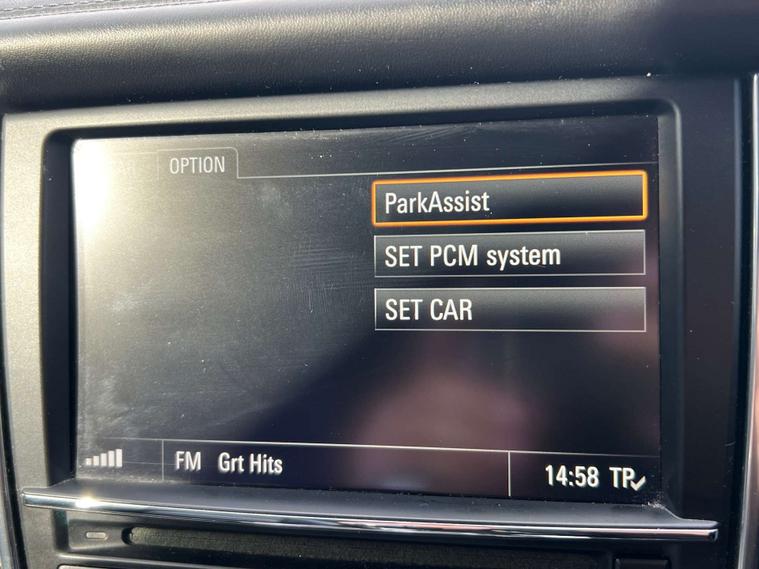 OPTION
ParkAssist
SET PCM system
SET CAR
FM Grt Hits
14:58 TP